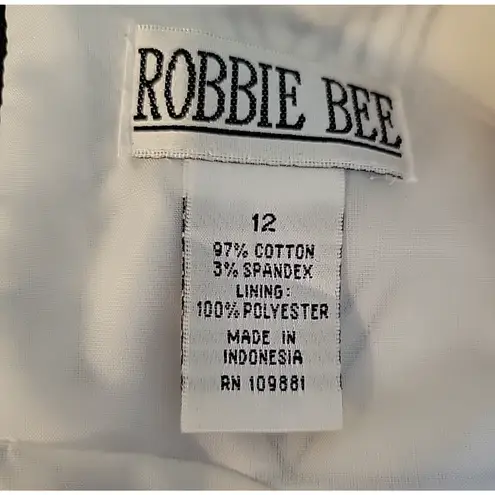 ROBBIE BEE
12
97% COTTON
3% SPANDEX
LINING:
100% POLYESTER
MADE IN
INDONESIA
RN 109881